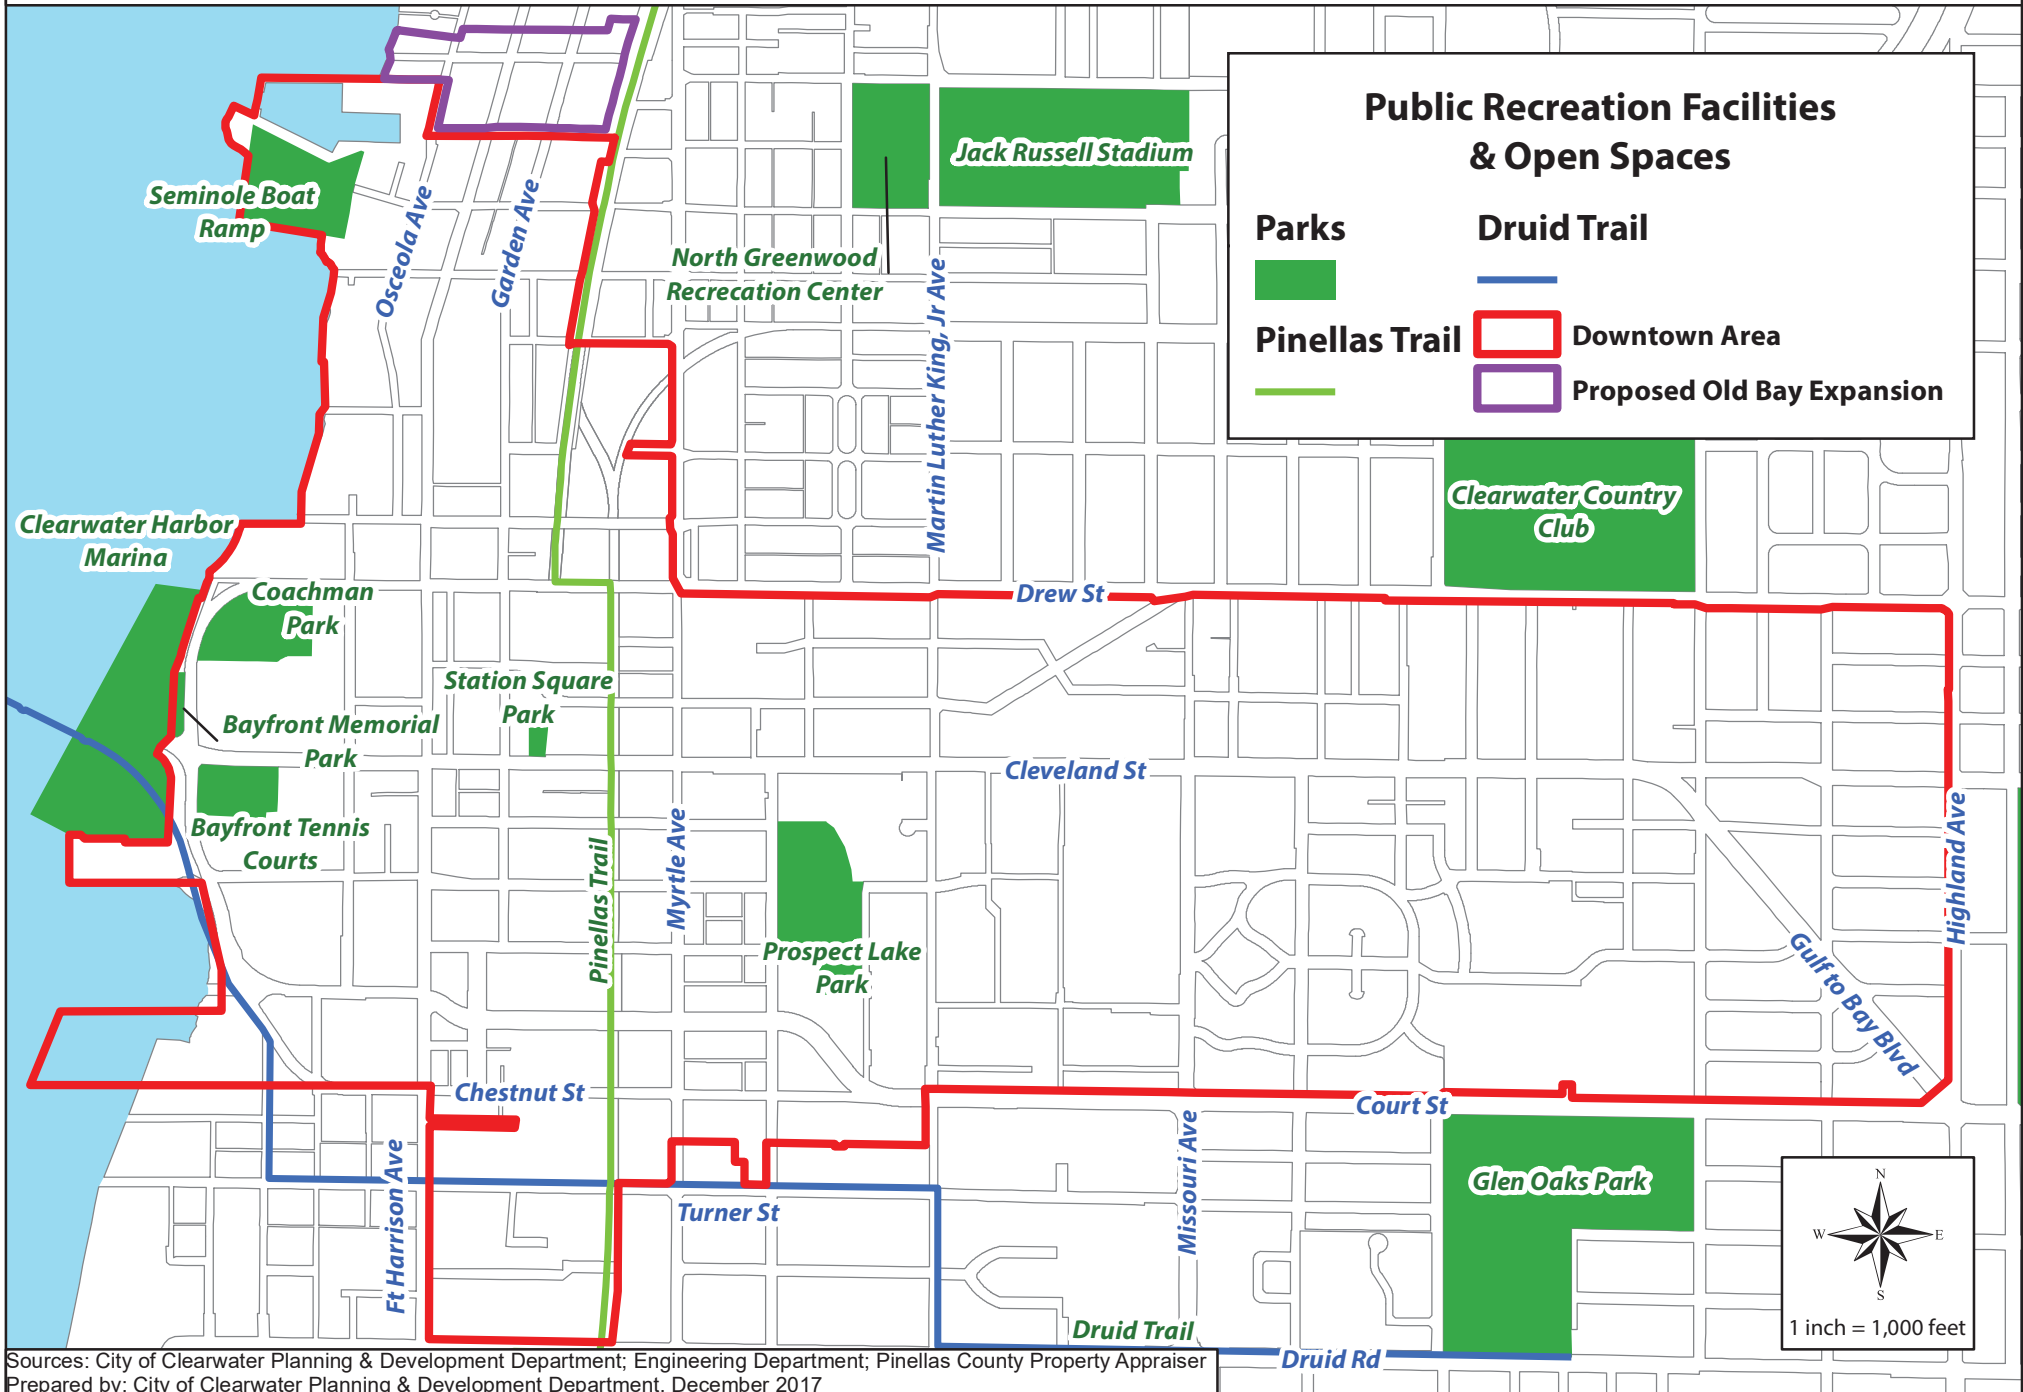 Public Recreation Facilities
& Open Spaces
Parks
Druid Trail
Pinellas Trail
Downtown Area
Proposed Old Bay Expansion
Jack Russell Stadium
Seminole Boat
Ramp
Osceola Ave
Garden Ave
North Greenwood
Recrecation Center
Martin Luther King, Jr Ave
Clearwater Country
Club
Clearwater Harbor
Marina
Coachman
Park
Drew St
Station Square
Park
Bayfront Memorial
Park
Cleveland St
Bayfront Tennis
Courts
Pinellas Trail
Myrtle Ave
Highland Ave
Prospect Lake
Park
Gulf to Bay Blvd
Chestnut St
Court St
Ft Harrison Ave
Missouri Ave
Glen Oaks Park
Turner St
Druid Trail
Druid Rd
N
W
E
S
1 inch = 1,000 feet
Sources: City of Clearwater Planning & Development Department; Engineering Department; Pinellas County Property Appraiser
Prepared by: City of Clearwater Planning & Development Department, December 2017